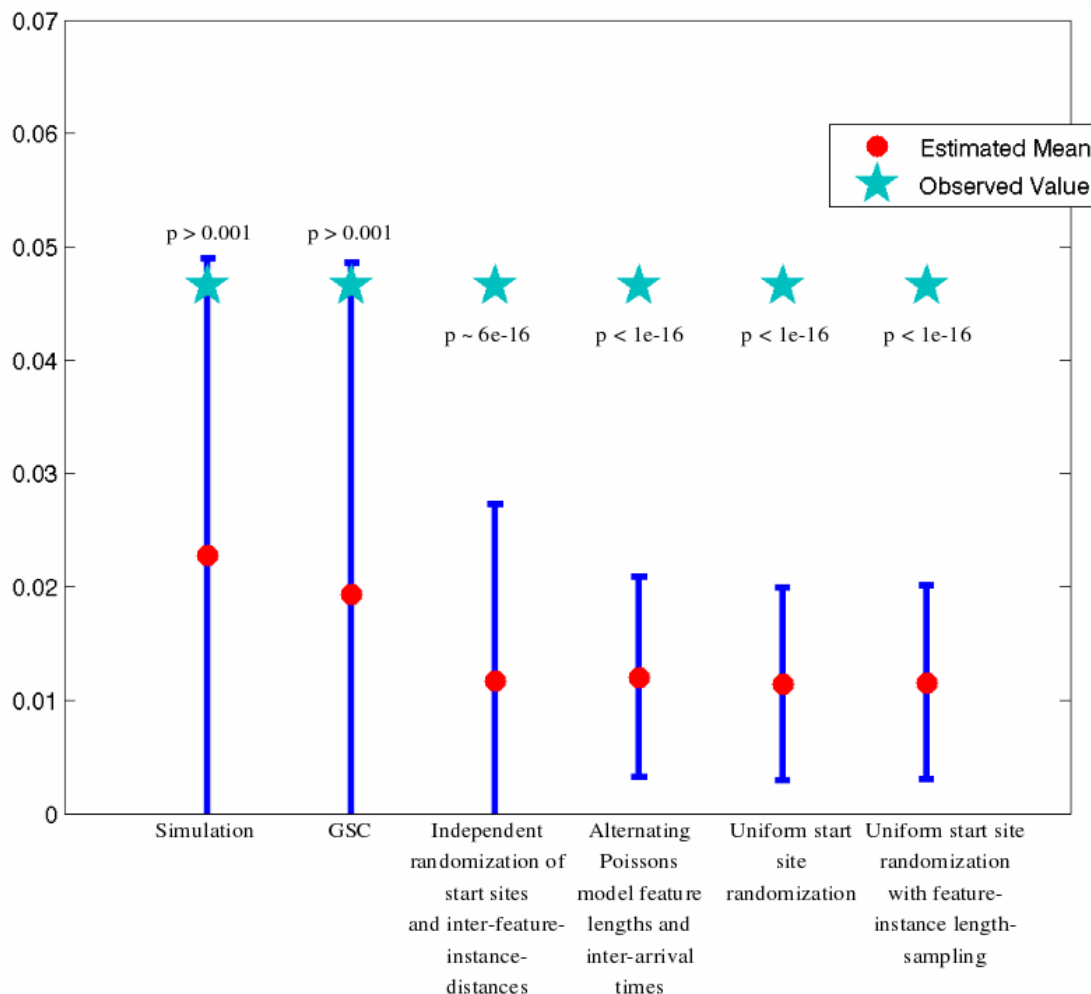 0.07
0.06
Estimated Mean
Observed Value
0.05
p > 0.001
p > 0.001
p ~ 6e-16
p < 1e-16
p < 1e-16
p < 1e-16
0.04
0.03
0.02
0.01
0
Simulation
GSC
Independent
randomization of
start sites
and inter-feature-
instance-
distances
Alternating
Poissons
model feature
lengths and
inter-arrival
times
Uniform start
site
randomization
Uniform start site
randomization
with feature-
instance length-
sampling